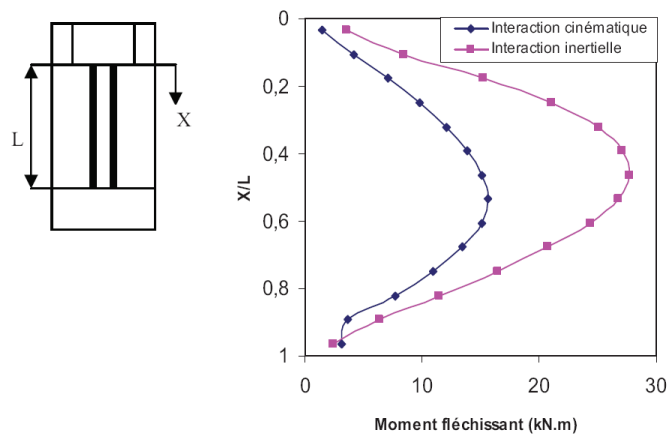 L
X
Interaction cinématique
Interaction inertielle
X/L
0
0,2
0,4
0,6
0,8
1
0
10
20
30
Moment fléchissant (kN.m)